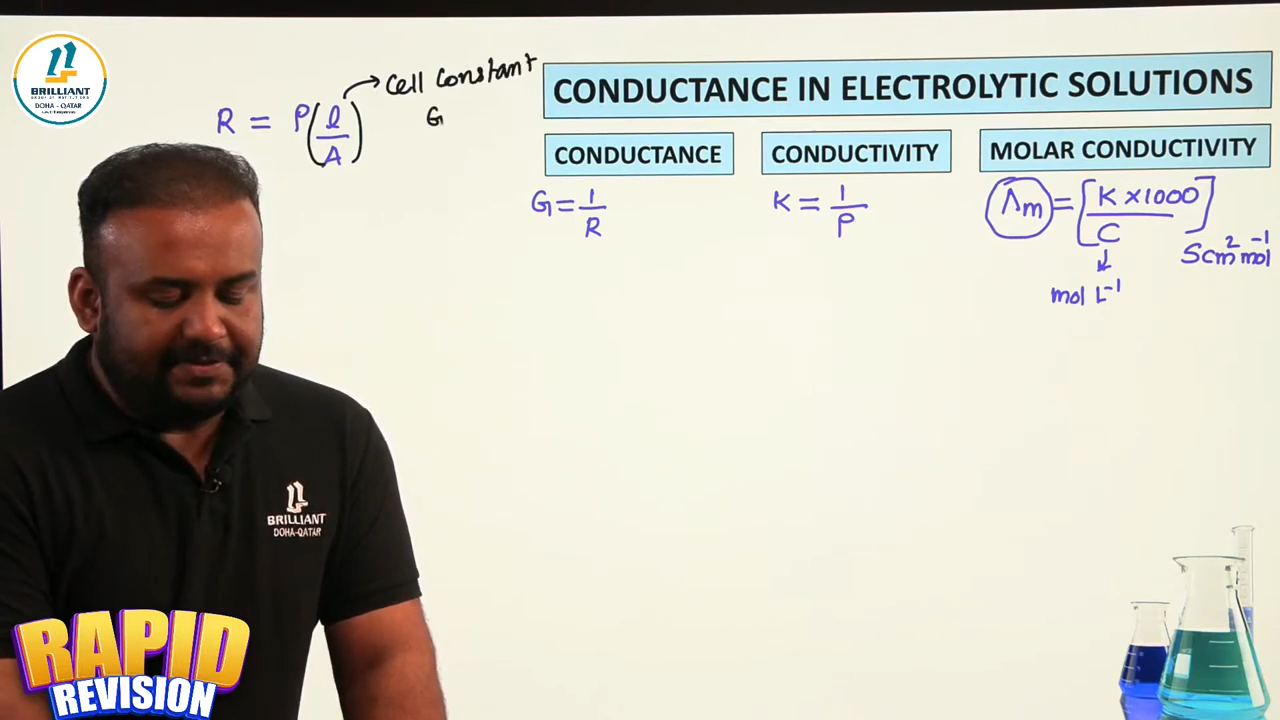 BRILLIANT
DOHA - QATAR
Cell Constant
G
R = ρ(l/A)
CONDUCTANCE IN ELECTROLYTIC SOLUTIONS
CONDUCTANCE
CONDUCTIVITY
MOLAR CONDUCTIVITY
G = 1/R
K = 1/ρ
Λm = [K x 1000/C]
S cm² mol⁻¹
mol L⁻¹
BRILLIANT
DOHA-QATAR
RAPID
REVISION